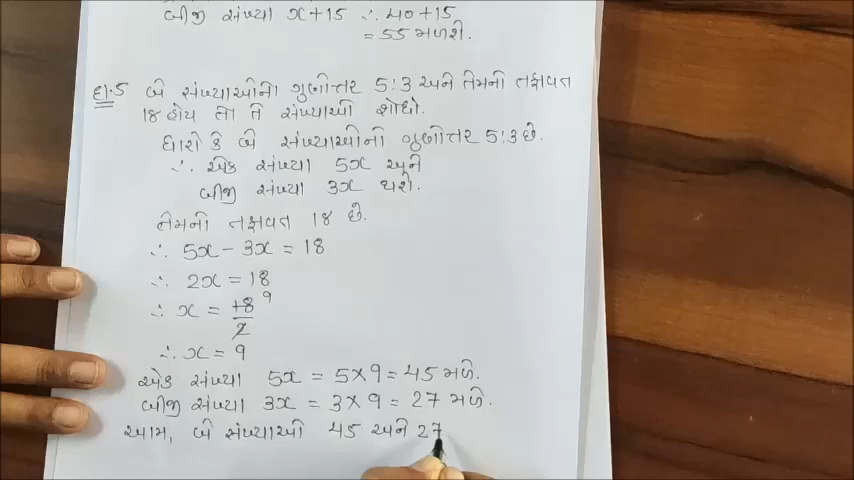 બીજી સંખ્યા x+15 ∴ 40+15
= 55 મળશે.
દા.5 બે સંખ્યાઓની ગુણોત્તર 5:3 અને તેમનો તફાવત
18 હોય તો તે સંખ્યાઓ શોધો.
ધારો કે બે સંખ્યાઓનો ગુણોત્તર 5:3 છે.
∴ એક સંખ્યા 5x અને
બીજી સંખ્યા 3x થશે.
તેમનો તફાવત 18 છે.
∴ 5x - 3x = 18
∴ 2x = 18
∴ x = 18/2 9
∴ x = 9
એક સંખ્યા 5x = 5×9 = 45 મળે.
બીજી સંખ્યા 3x = 3×9 = 27 મળે.
આમ, બે સંખ્યાઓ 45 અને 27